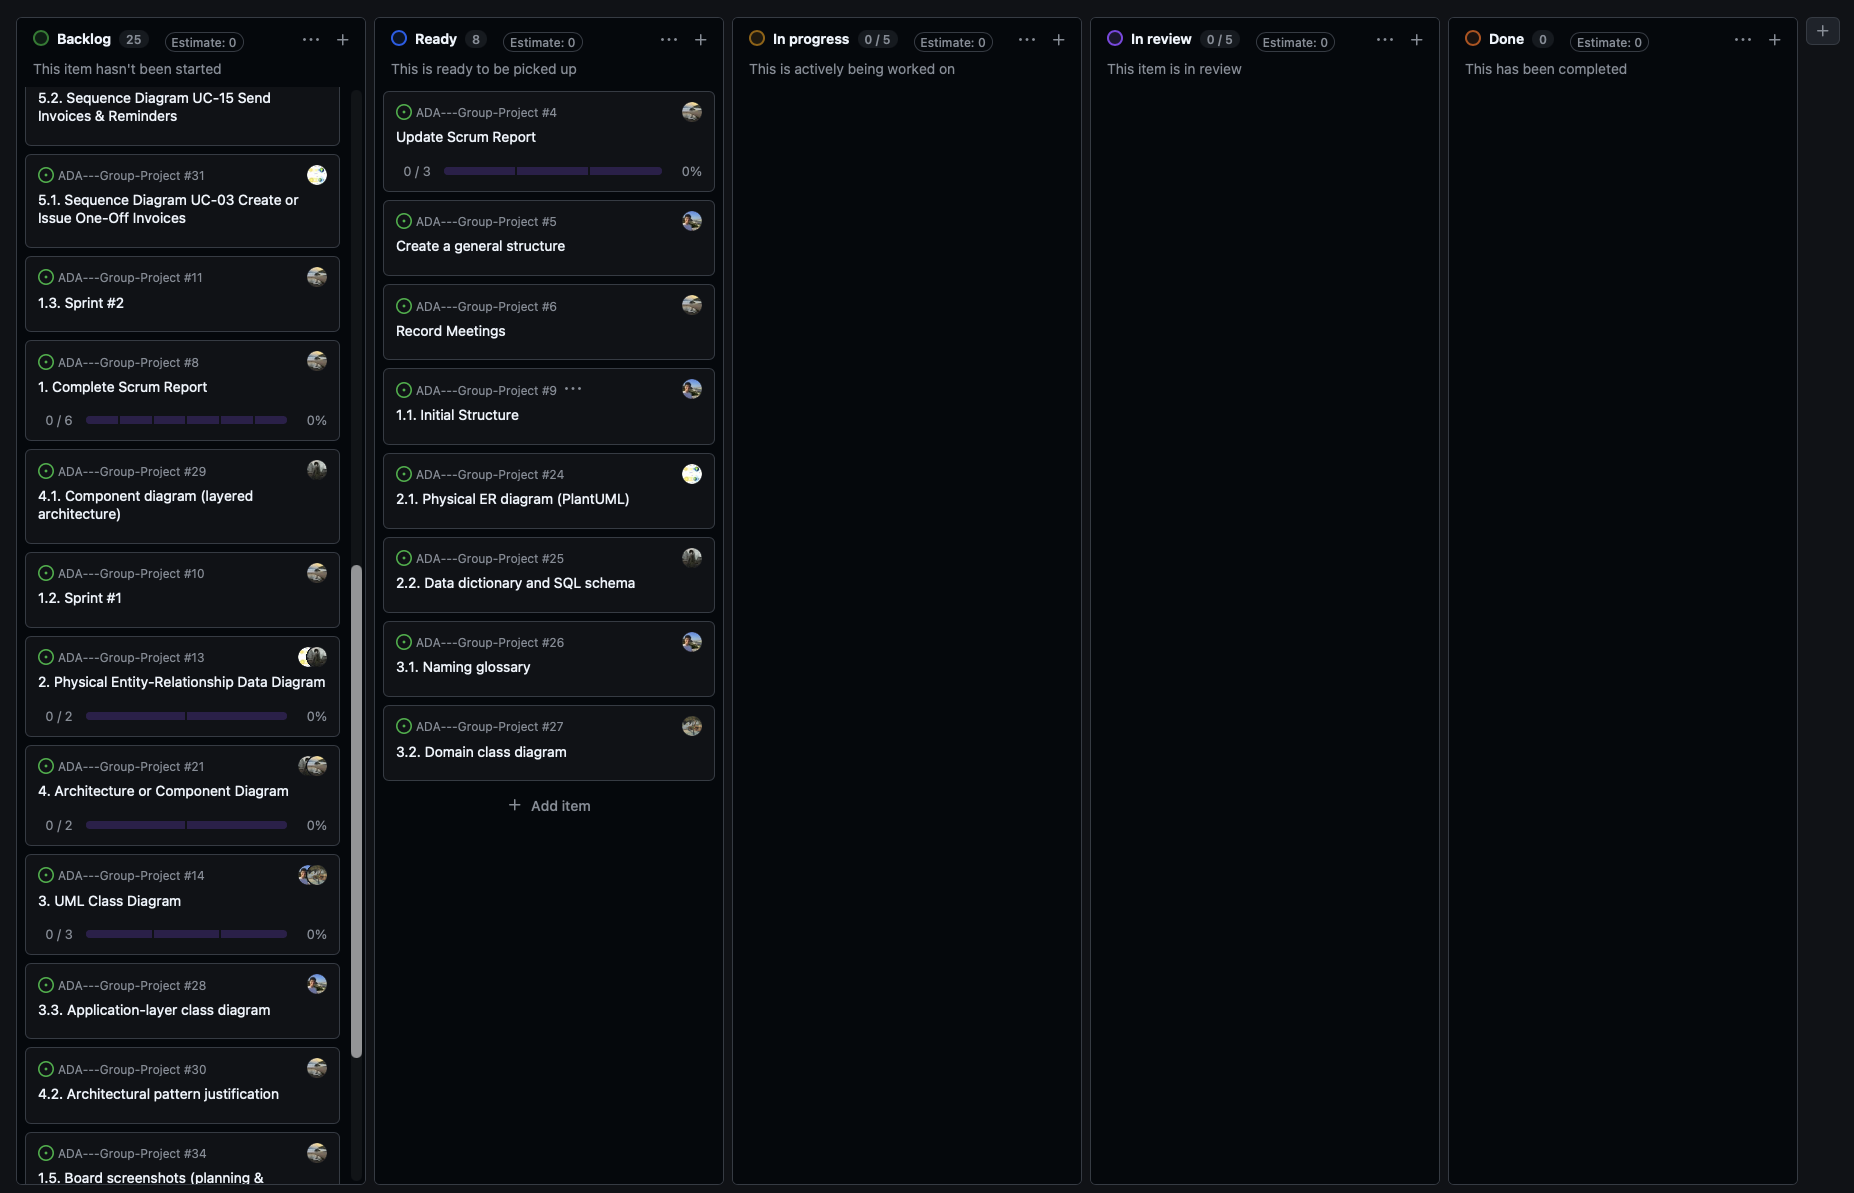 Backlog 25 Estimate: 0
This item hasn't been started
5.2. Sequence Diagram UC-15 Send
Invoices & Reminders
ADA---Group-Project #31
5.1. Sequence Diagram UC-03 Create or
Issue One-Off Invoices
ADA---Group-Project #11
1.3. Sprint #2
ADA---Group-Project #8
1. Complete Scrum Report
0 / 6 0%
ADA---Group-Project #29
4.1. Component diagram (layered
architecture)
ADA---Group-Project #10
1.2. Sprint #1
ADA---Group-Project #13
2. Physical Entity-Relationship Data Diagram
0 / 2 0%
ADA---Group-Project #21
4. Architecture or Component Diagram
0 / 2 0%
ADA---Group-Project #14
3. UML Class Diagram
0 / 3 0%
ADA---Group-Project #28
3.3. Application-layer class diagram
ADA---Group-Project #30
4.2. Architectural pattern justification
ADA---Group-Project #34
1.5. Board screenshots (planning &
Ready 8 Estimate: 0
This is ready to be picked up
ADA---Group-Project #4
Update Scrum Report
0 / 3 0%
ADA---Group-Project #5
Create a general structure
ADA---Group-Project #6
Record Meetings
ADA---Group-Project #9
1.1. Initial Structure
ADA---Group-Project #24
2.1. Physical ER diagram (PlantUML)
ADA---Group-Project #25
2.2. Data dictionary and SQL schema
ADA---Group-Project #26
3.1. Naming glossary
ADA---Group-Project #27
3.2. Domain class diagram
Add item
In progress 0 / 5 Estimate: 0
This is actively being worked on
In review 0 / 5 Estimate: 0
This item is in review
Done 0 Estimate: 0
This has been completed